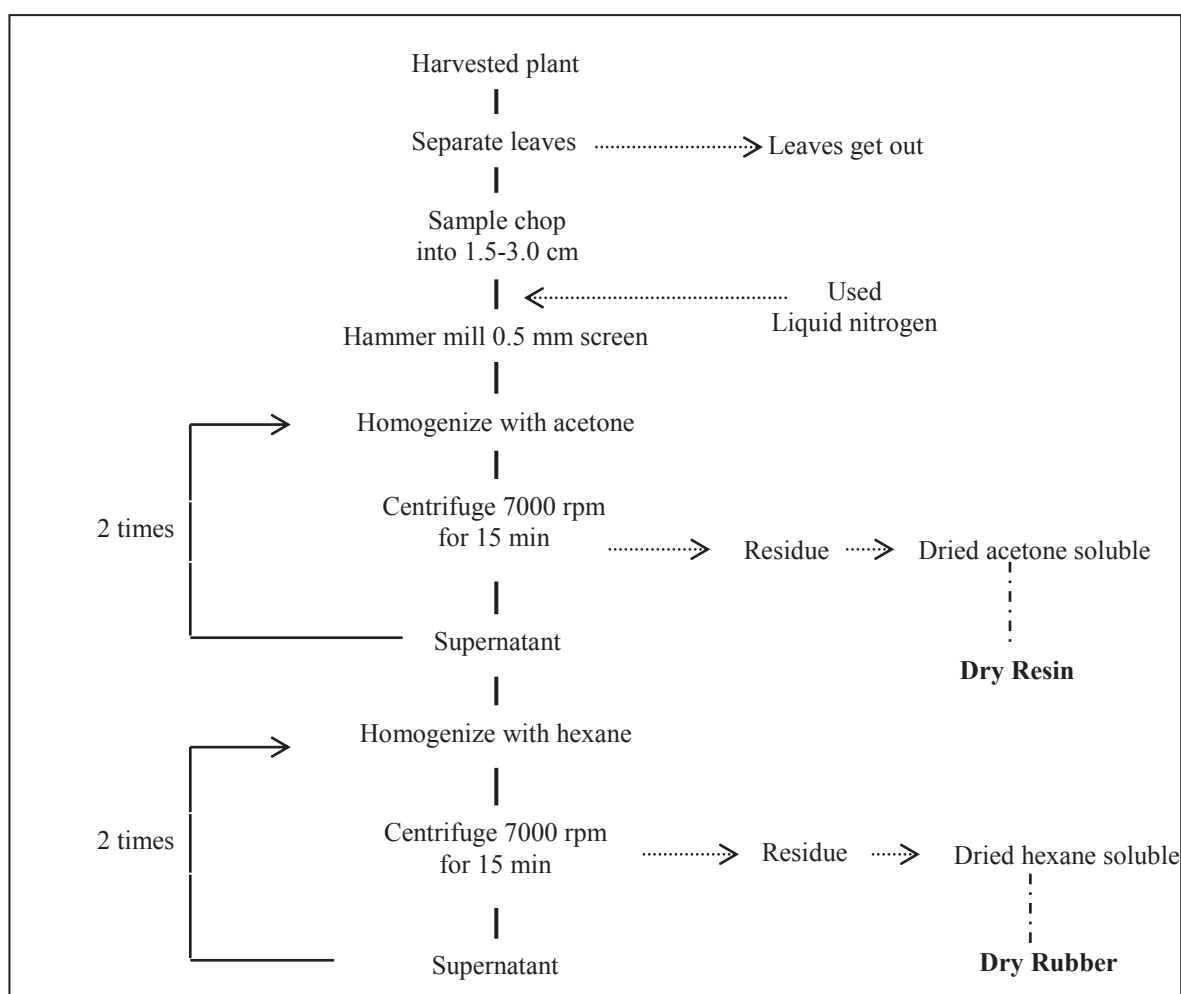 Harvested plant
Separate leaves
Leaves get out
Sample chop
into 1.5-3.0 cm
Used
Liquid nitrogen
Hammer mill 0.5 mm screen
Homogenize with acetone
2 times
Centrifuge 7000 rpm
for 15 min
Residue
Dried acetone soluble
Supernatant
Dry Resin
Homogenize with hexane
2 times
Centrifuge 7000 rpm
for 15 min
Residue
Dried hexane soluble
Supernatant
Dry Rubber